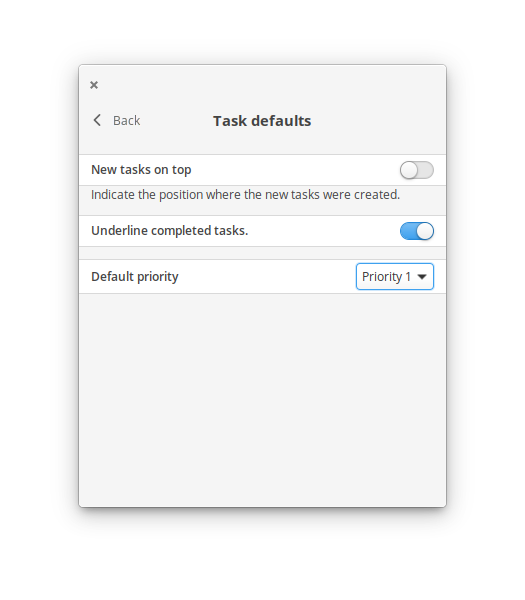 Back
Task defaults
New tasks on top
Indicate the position where the new tasks were created.
Underline completed tasks.
Default priority
Priority 1